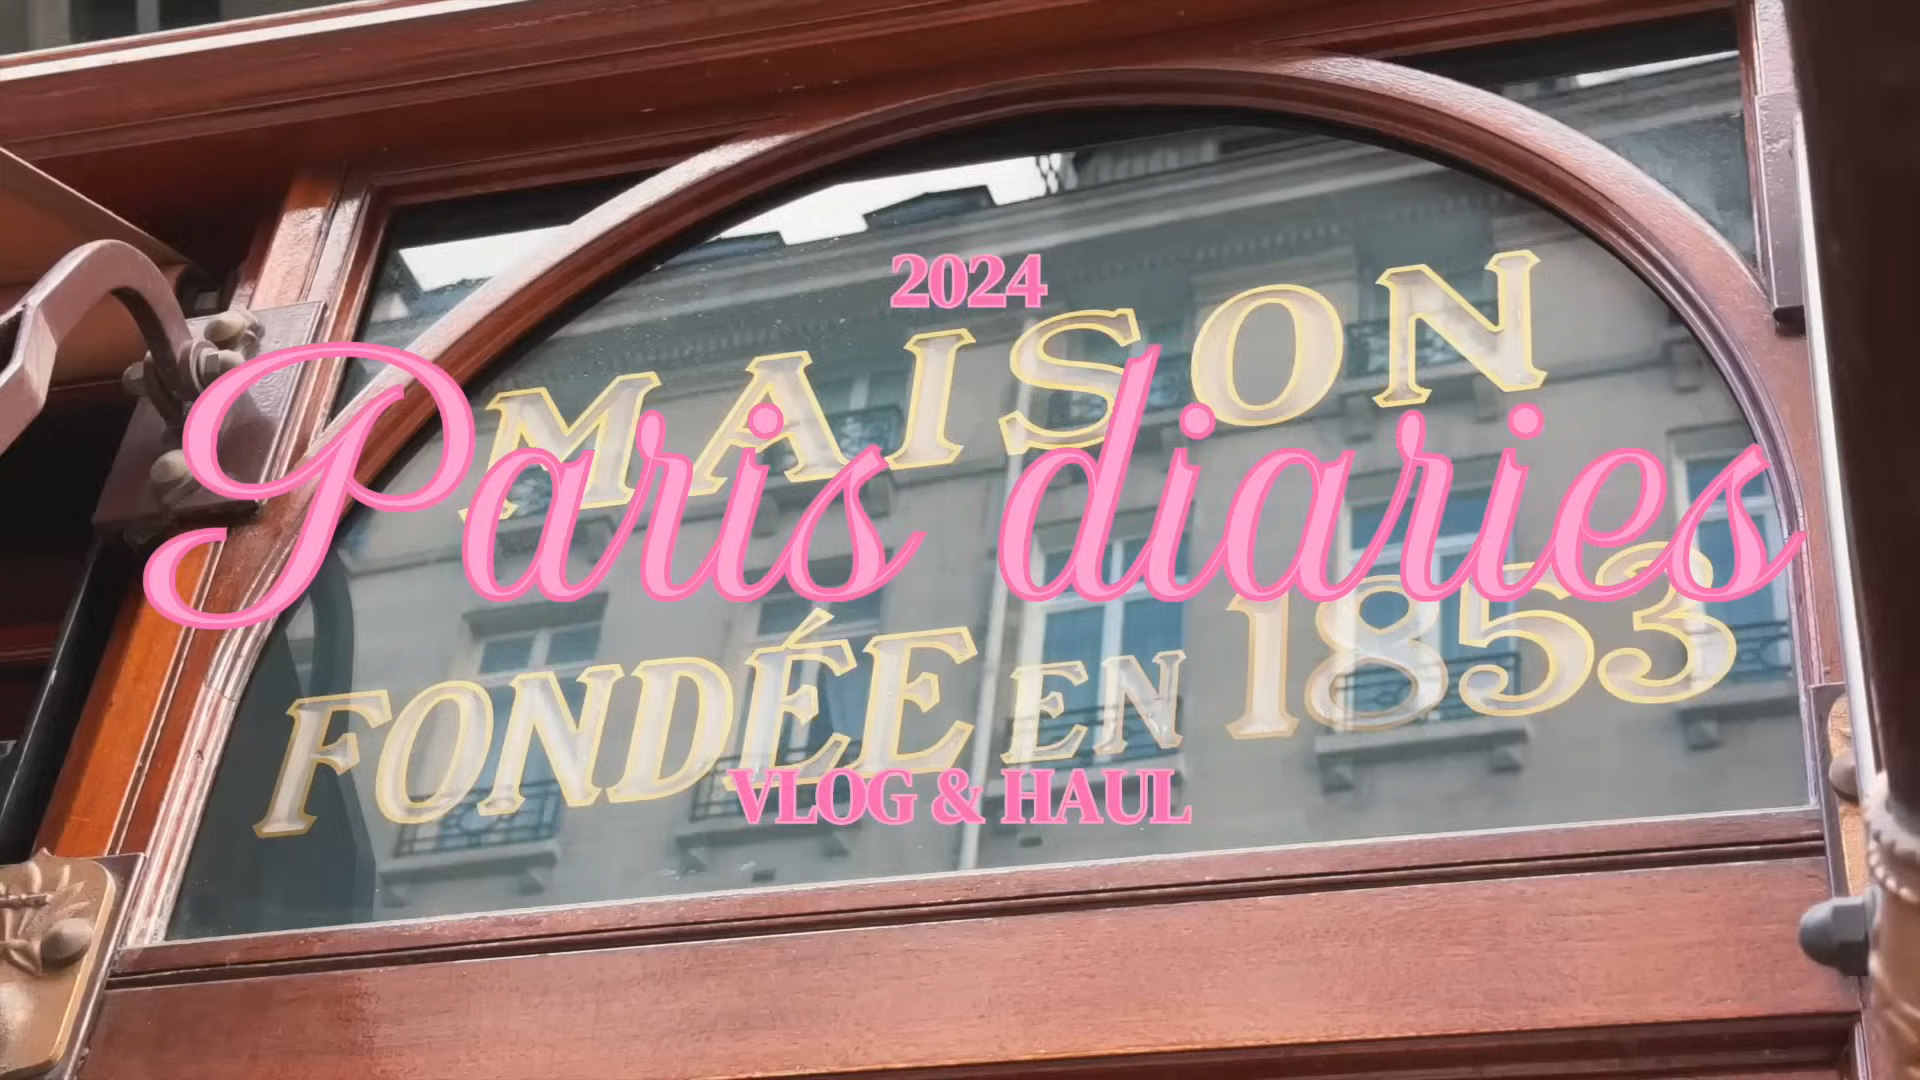 2024
MAISON
Paris diaries
FONDÉE EN 1853
VLOG & HAUL